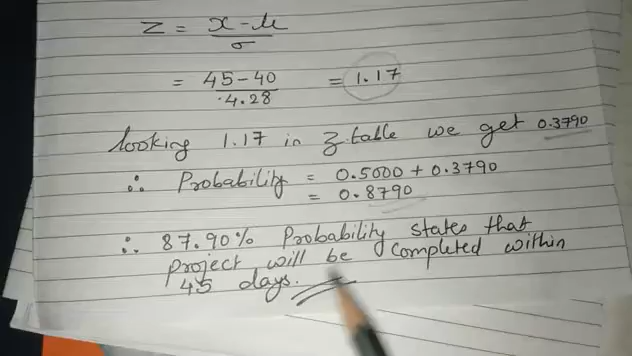 Z = x - μ / σ
= 45 - 40 / 4.28 = 1.17
looking 1.17 in z-table we get 0.3790
∴ Probability = 0.5000 + 0.3790
= 0.8790
∴ 87.90% Probability states that
Project will be completed within
45 days.